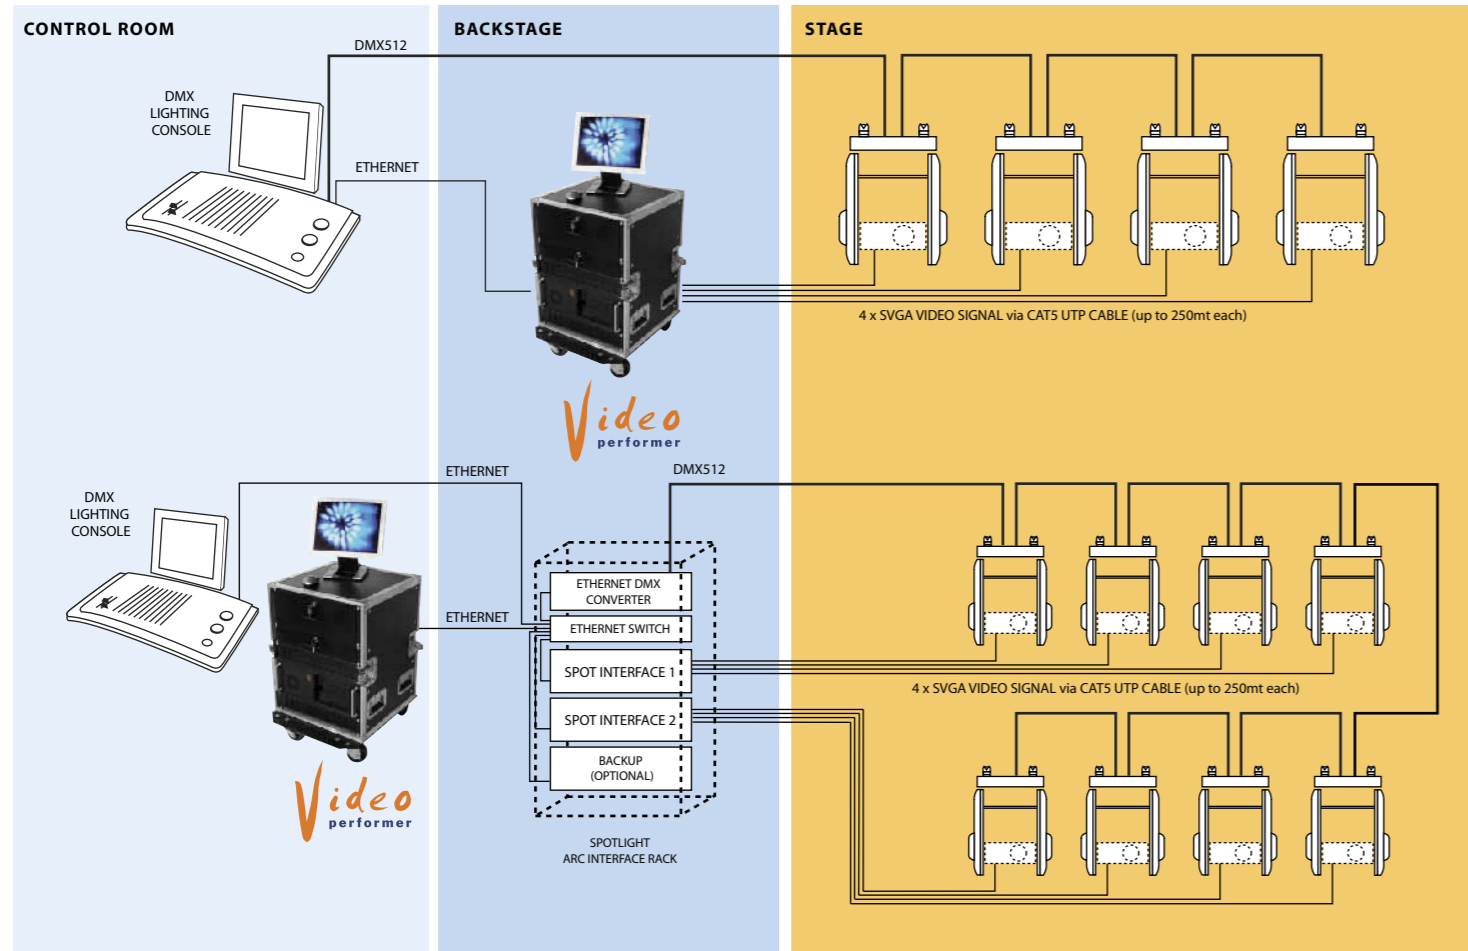 CONTROL ROOM
BACKSTAGE
STAGE
DMX512
DMX
LIGHTING
CONSOLE
ETHERNET
4 x SVGA VIDEO SIGNAL via CAT5 UTP CABLE (up to 250mt each)
Video
performer
ETHERNET
DMX512
DMX
LIGHTING
CONSOLE
ETHERNET DMX
CONVERTER
ETHERNET
ETHERNET SWITCH
SPOT INTERFACE 1
4 x SVGA VIDEO SIGNAL via CAT5 UTP CABLE (up to 250mt each)
SPOT INTERFACE 2
BACKUP
(OPTIONAL)
Video
performer
SPOTLIGHT
ARC INTERFACE RACK